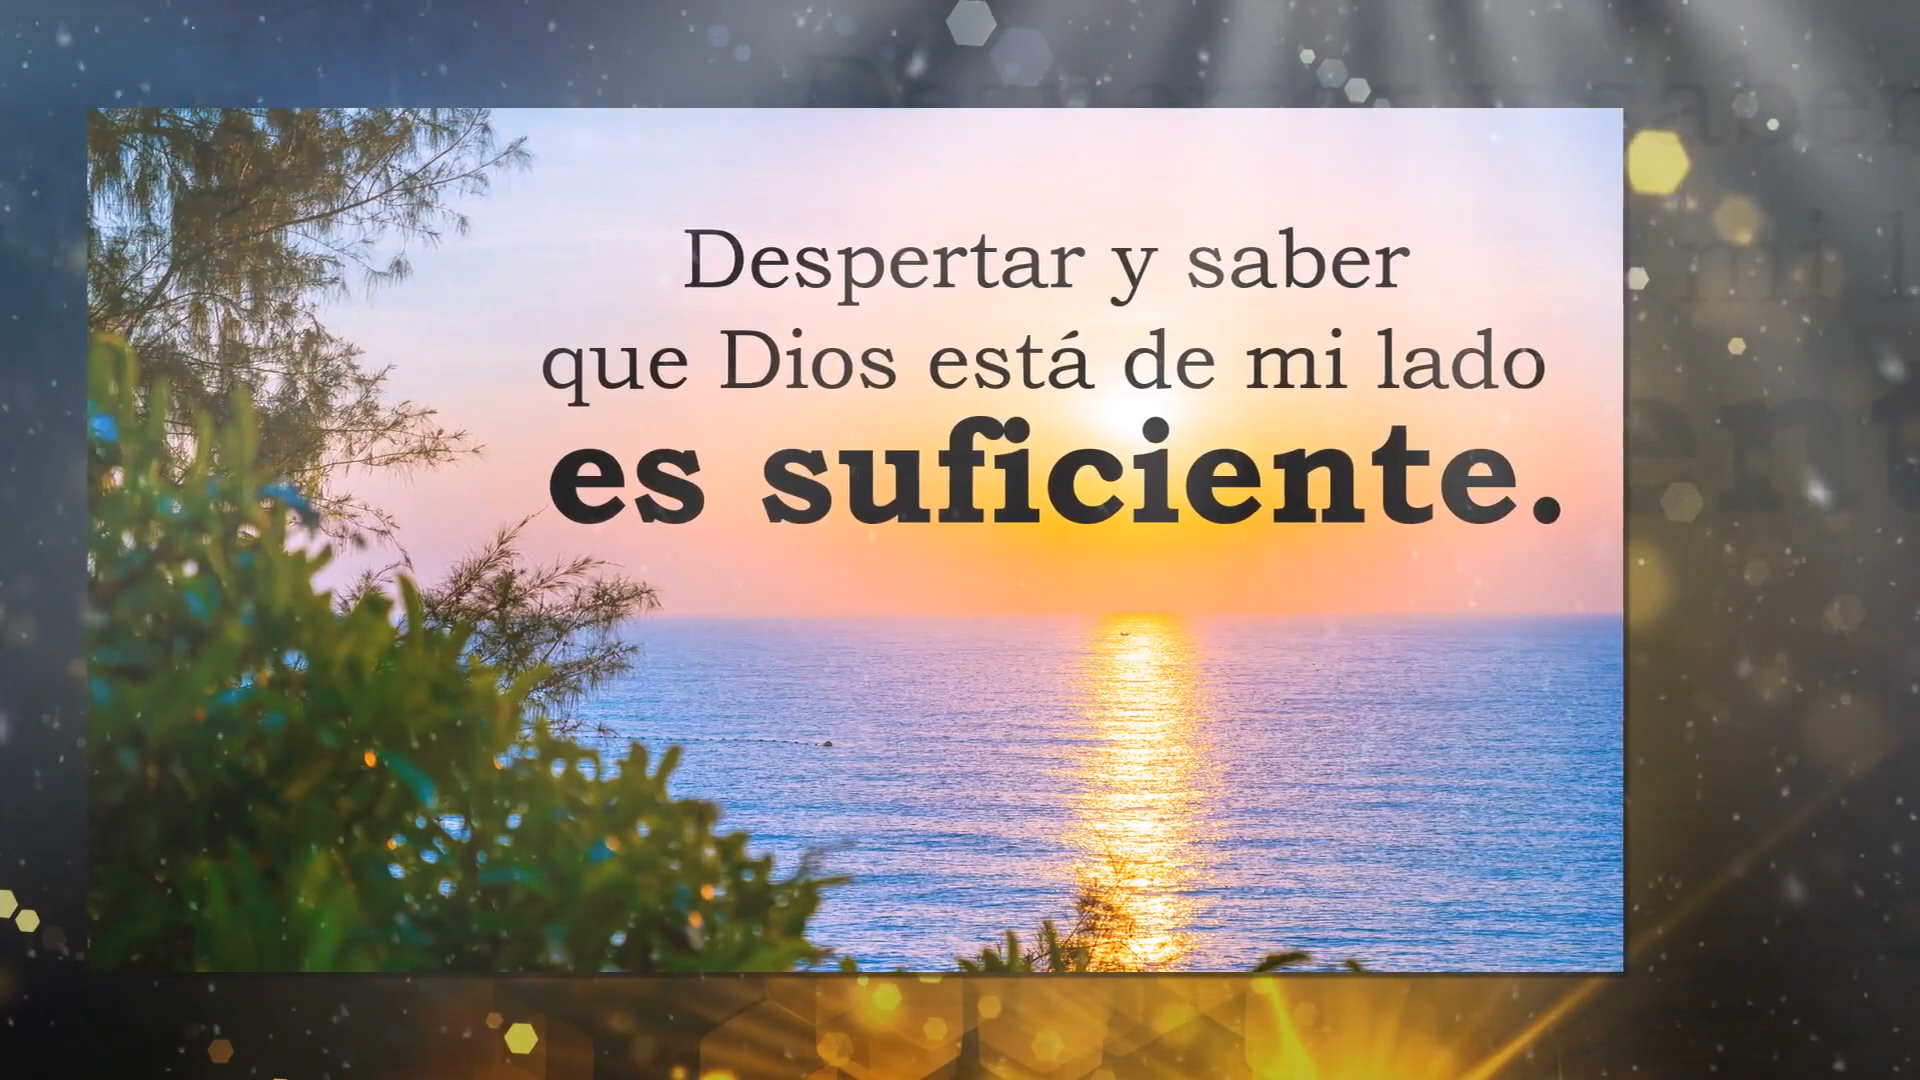 Despertar y saber
que Dios está de mi lado
es suficiente.